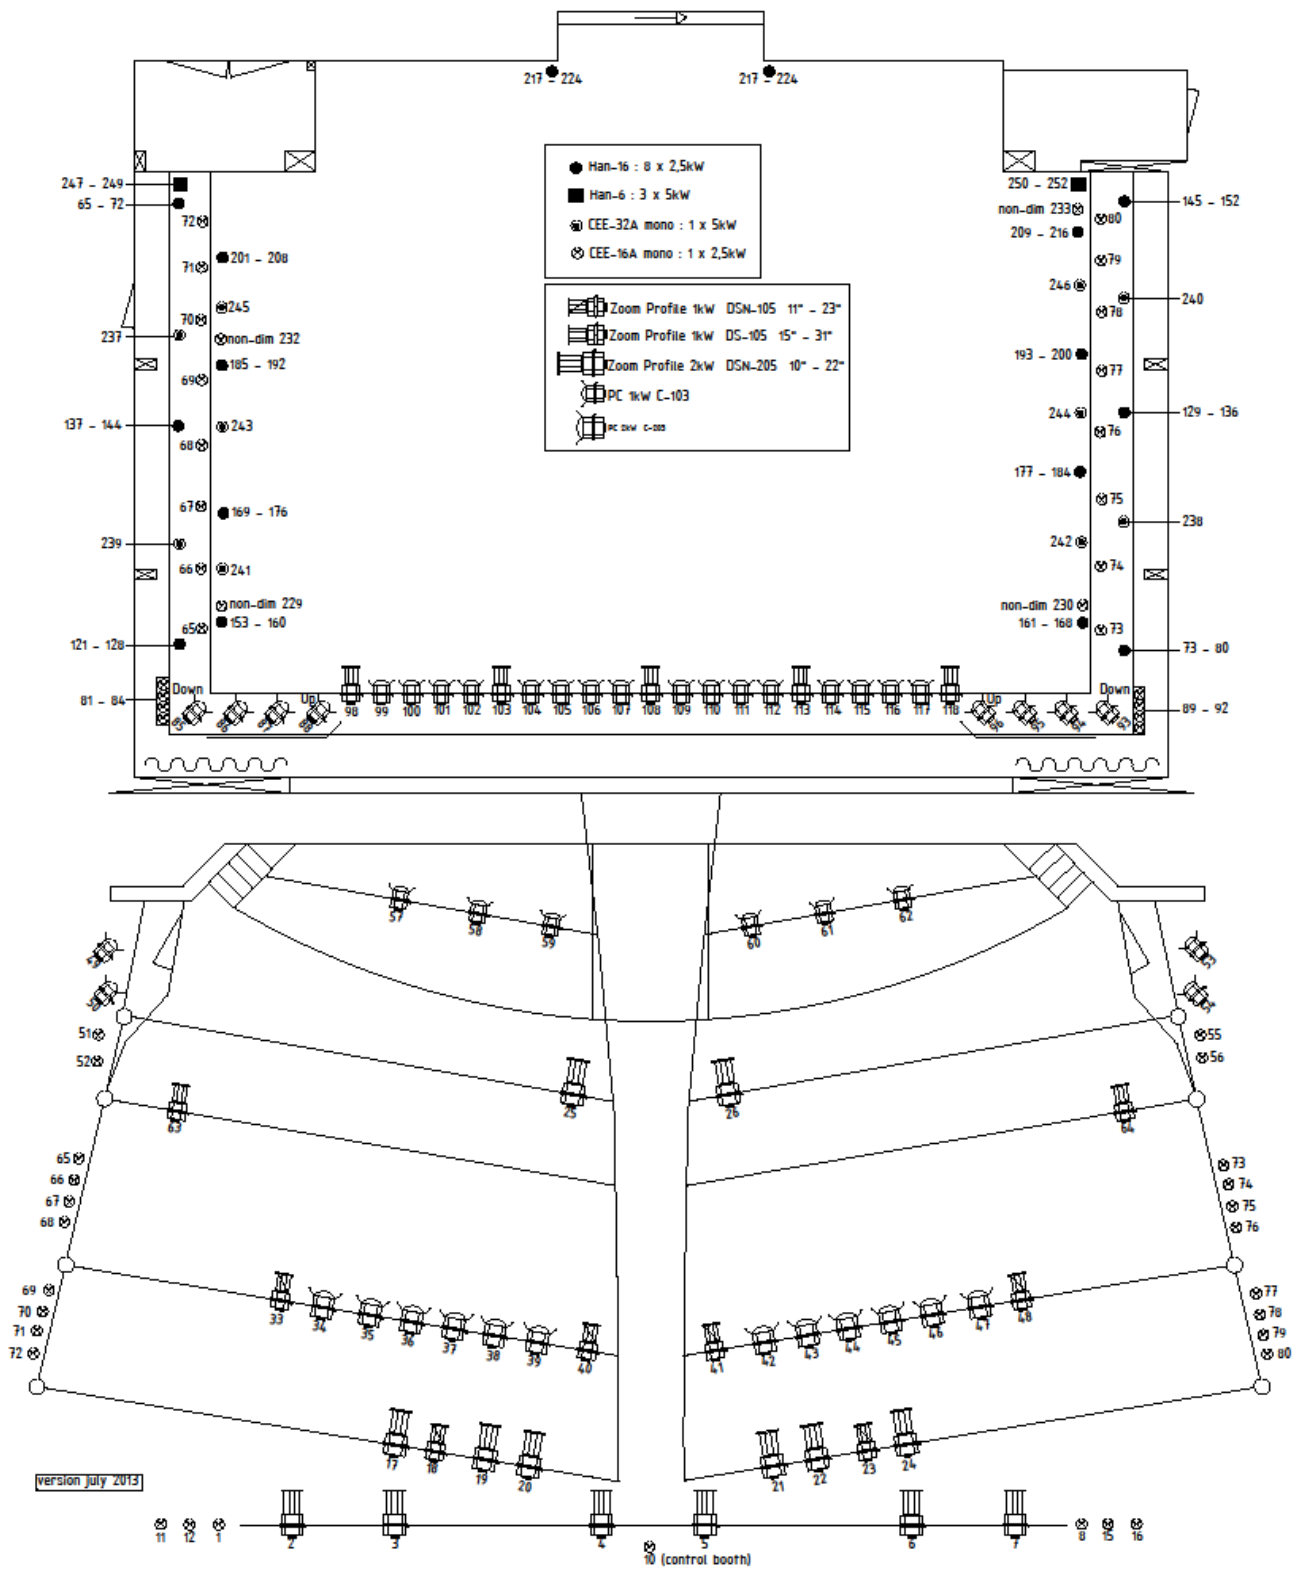 217 - 224
217 - 224
Han-16 : 8 x 2,5kW
Han-6 : 3 x 5kW
CEE-32A mono : 1 x 5kW
CEE-16A mono : 1 x 2,5kW
Zoom Profile 1kW DSN-105 11° - 23°
Zoom Profile 1kW DS-105 15° - 31°
Zoom Profile 2kW DSN-205 10° - 22°
PC 1kW C-103
247 - 249
65 - 72
72
71
201 - 208
245
70
237
non-dim 232
185 - 192
69
137 - 144
243
68
67
169 - 176
239
66
241
non-dim 229
65
153 - 160
121 - 128
Down
81 - 84
Up
250 - 252
non-dim 233
80
145 - 152
209 - 216
79
246
240
78
193 - 200
77
244
129 - 136
76
177 - 184
75
238
242
74
non-dim 230
161 - 168
73
73 - 80
Up
Down
89 - 92
98 99 100 101 102 103 104 105 106 107 108 109 110 111 112 113 114 115 116 117 118
96 95 94 93
57 58 59 60 61 62
53
54
51
52
55
56
63
25 26
64
65
66
67
68
69
70
71
72
73
74
75
76
77
78
79
80
33 34 35 36 37 38 39 40 41 42 43 44 45 46 47 48
17 18 19 20 21 22 23 24
version july 2013
11 12 1 2 3 4 5 6 7 8 15 16
10 (control booth)